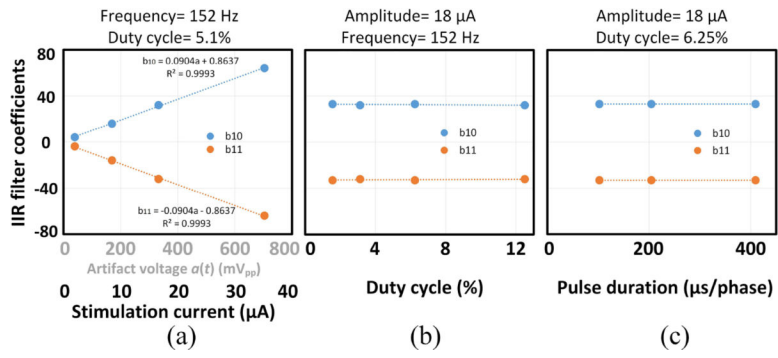 Frequency= 152 Hz
Duty cycle= 5.1%
Amplitude= 18 µA
Frequency= 152 Hz
Amplitude= 18 µA
Duty cycle= 6.25%
IIR filter coefficients
80
40
0
-40
-80
b₁₀ = 0.0904a + 0.8637
R² = 0.9993
b10
b11
b₁₁ = -0.0904a - 0.8637
R² = 0.9993
0 200 400 600 800
Artifact voltage a(t) (mVpp)
0 10 20 30 40
Stimulation current (µA)
(a)
b10
b11
0 4 8 12
Duty cycle (%)
(b)
b10
b11
0 200 400
Pulse duration (µs/phase)
(c)